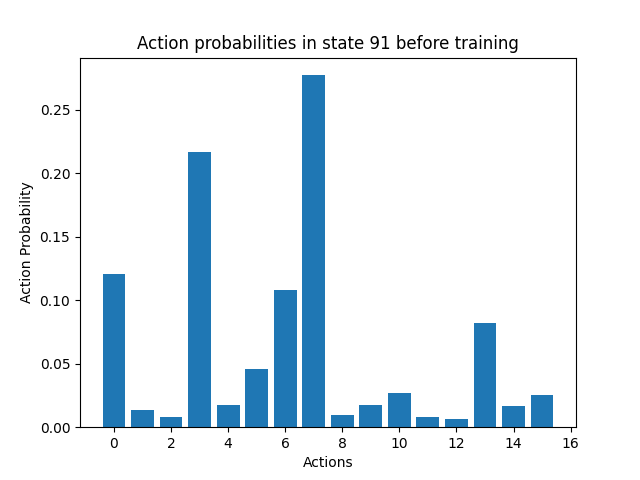 Action probabilities in state 91 before training
Action Probability
0.25
0.20
0.15
0.10
0.05
0.00
0 2 4 6 8 10 12 14 16
Actions